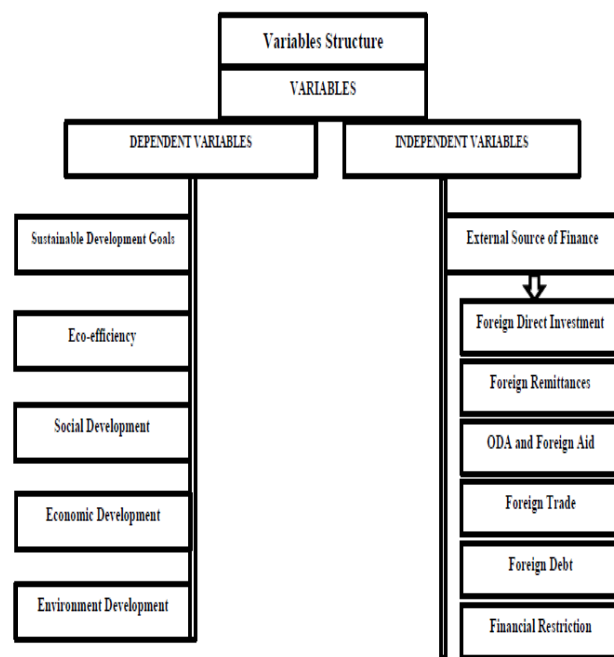 Variables Structure
VARIABLES
DEPENDENT VARIABLES
INDEPENDENT VARIABLES
Sustainable Development Goals
Eco-efficiency
Social Development
Economic Development
Environment Development
External Source of Finance
Foreign Direct Investment
Foreign Remittances
ODA and Foreign Aid
Foreign Trade
Foreign Debt
Financial Restriction